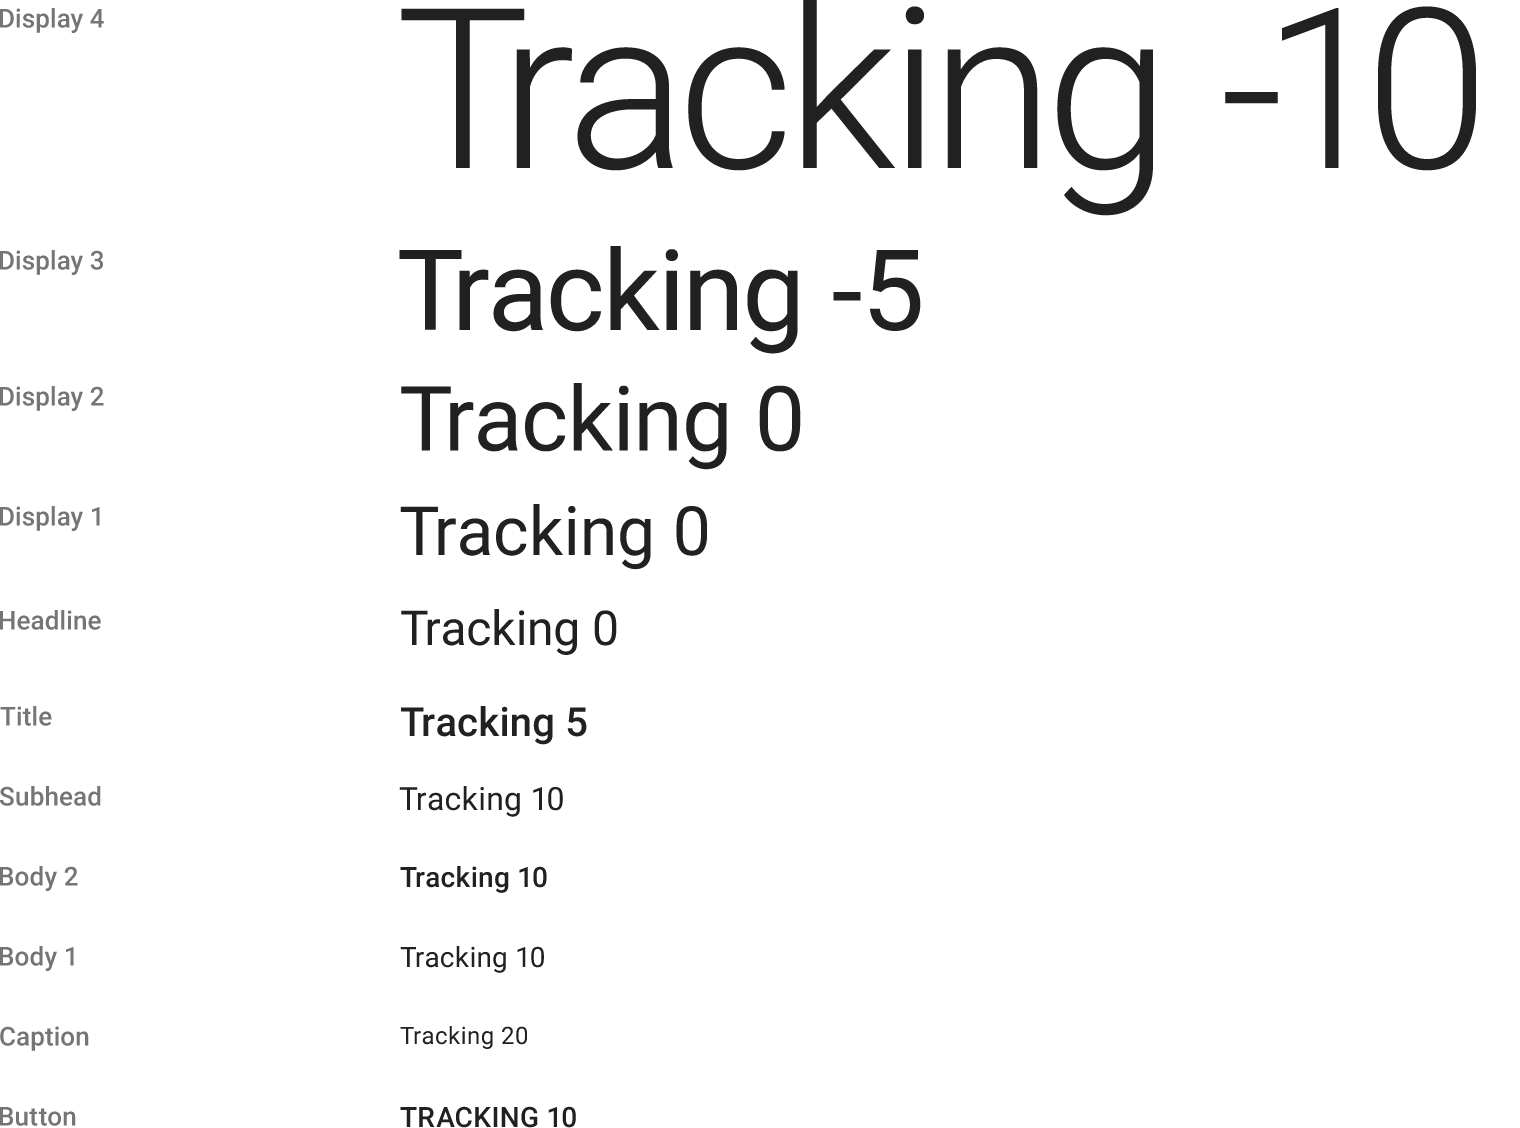 Display 4 Tracking -10
Display 3 Tracking -5
Display 2 Tracking 0
Display 1 Tracking 0
Headline Tracking 0
Title Tracking 5
Subhead Tracking 10
Body 2 Tracking 10
Body 1 Tracking 10
Caption Tracking 20
Button TRACKING 10